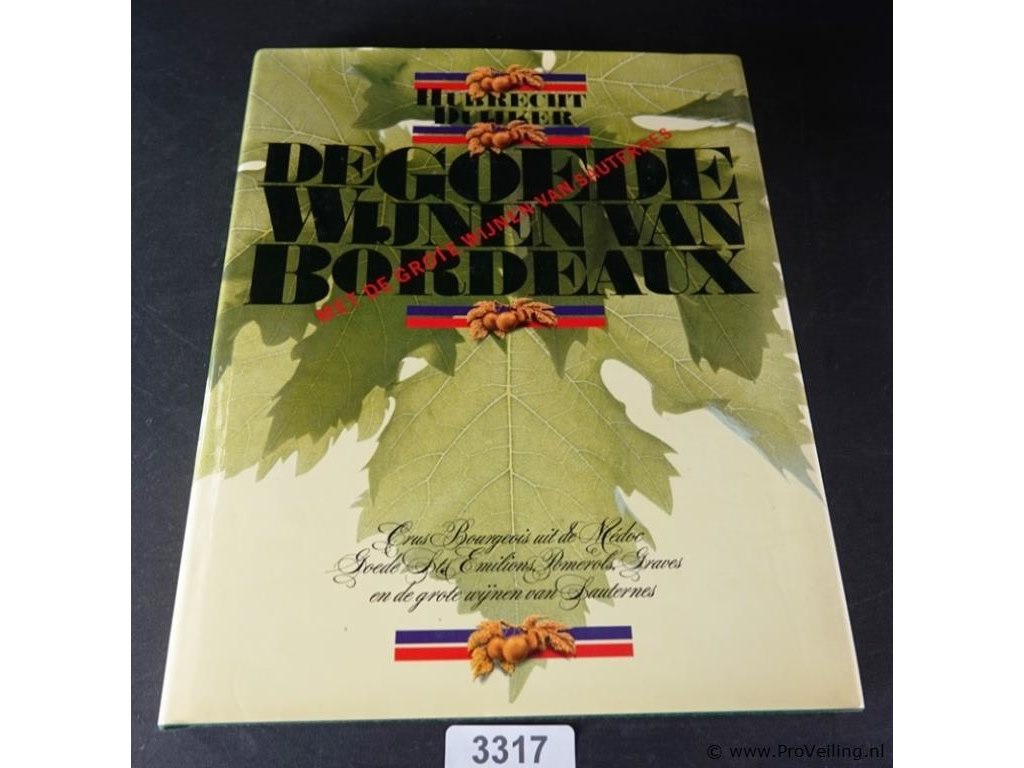 HUBRECHT
DUIJKER
DE GOEDE
WIJNEN VAN
BORDEAUX
MET DE GROTE WIJNEN VAN SAUTERNES
Crus Bourgeois uit de Médoc
Goede St. Emilions, Pomerols, Graves
en de grote wijnen van Sauternes
3317
© www.ProVeiling.nl